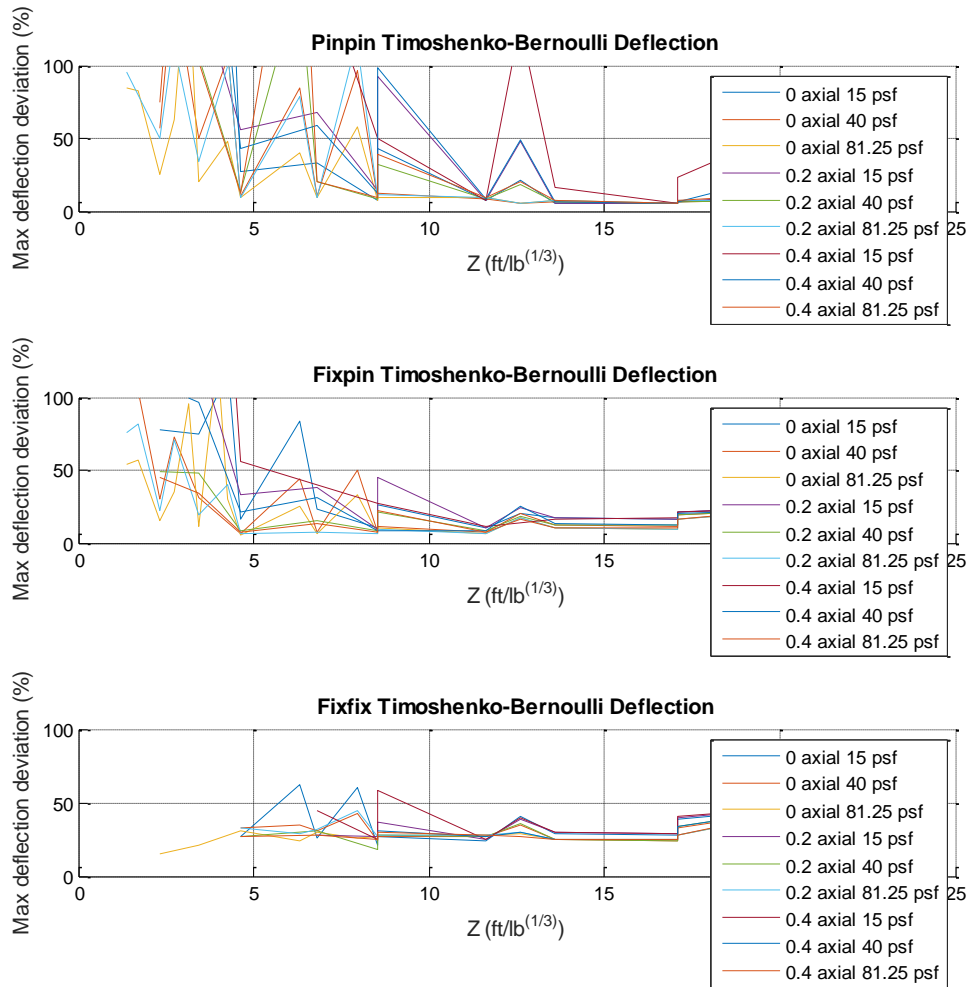 Pinpin Timoshenko-Bernoulli Deflection
Max deflection deviation (%)
100
50
0
0 5 10 15 25
Z (ft/lb^(1/3))
0 axial 15 psf
0 axial 40 psf
0 axial 81.25 psf
0.2 axial 15 psf
0.2 axial 40 psf
0.2 axial 81.25 psf
0.4 axial 15 psf
0.4 axial 40 psf
0.4 axial 81.25 psf
Fixpin Timoshenko-Bernoulli Deflection
Max deflection deviation (%)
100
50
0
0 5 10 15 25
Z (ft/lb^(1/3))
0 axial 15 psf
0 axial 40 psf
0 axial 81.25 psf
0.2 axial 15 psf
0.2 axial 40 psf
0.2 axial 81.25 psf
0.4 axial 15 psf
0.4 axial 40 psf
0.4 axial 81.25 psf
Fixfix Timoshenko-Bernoulli Deflection
Max deflection deviation (%)
100
50
0
0 5 10 15 25
Z (ft/lb^(1/3))
0 axial 15 psf
0 axial 40 psf
0 axial 81.25 psf
0.2 axial 15 psf
0.2 axial 40 psf
0.2 axial 81.25 psf
0.4 axial 15 psf
0.4 axial 40 psf
0.4 axial 81.25 psf